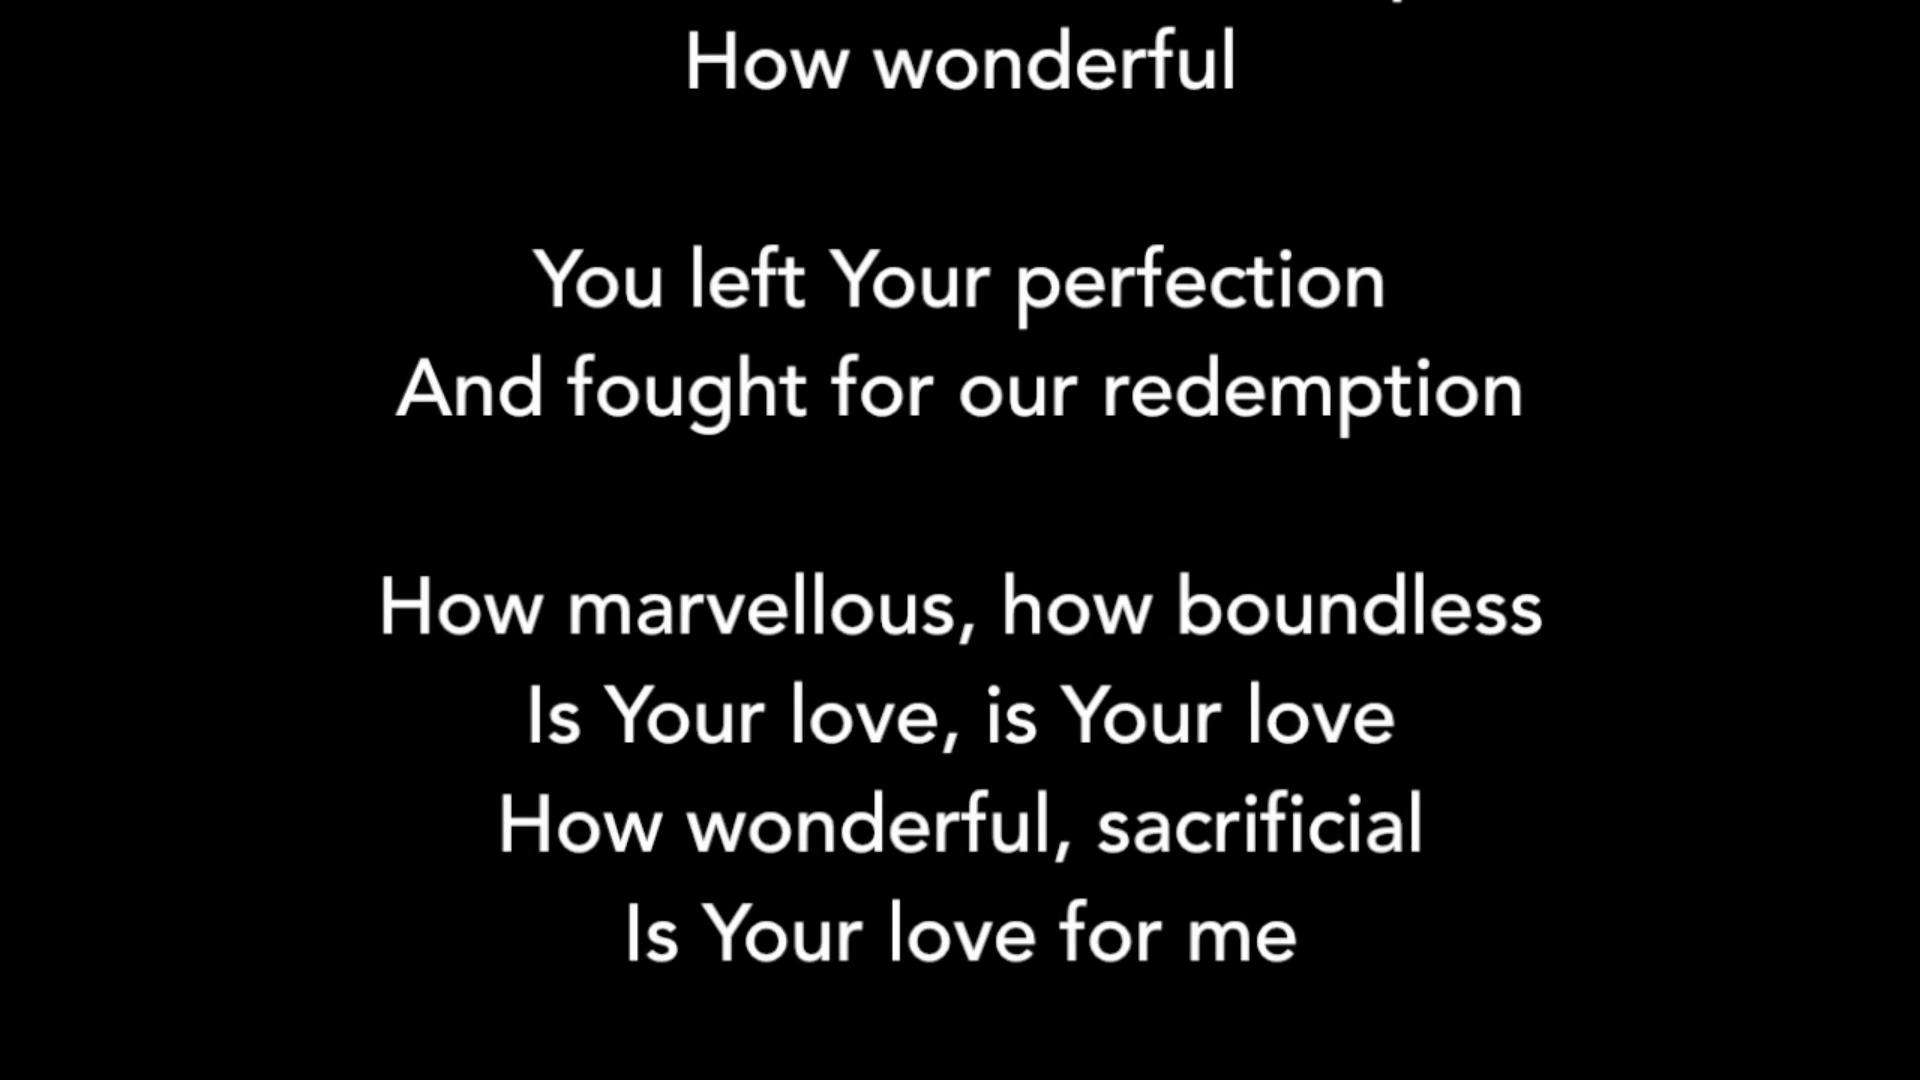 How wonderful
You left Your perfection
And fought for our redemption
How marvellous, how boundless
Is Your love, is Your love
How wonderful, sacrificial
Is Your love for me